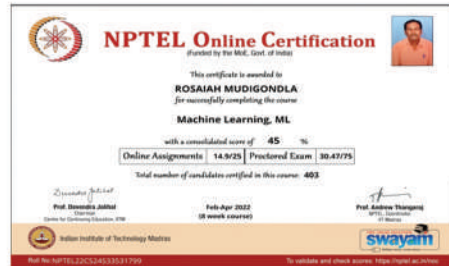 NPTEL Online Certification
(Funded by the MoE, Govt. of India)
This certificate is awarded to
ROSAIAH MUDIGONDLA
for successfully completing the course
Machine Learning, ML
with a consolidated score of 45 %
Online Assignments 14.9/25 Proctored Exam 30.47/75
Total number of candidates certified in this course: 403
Prof. Devendra Jalihal
Chairman
Centre for Continuing Education, IITM
Feb-Apr 2022
(8 week course)
Prof. Andrew Thangaraj
NPTEL, Coordinator
IIT Madras
Indian Institute of Technology Madras
swayam
Roll No:NPTEL22CS24S33531799
To validate and check scores: https://nptel.ac.in/noc